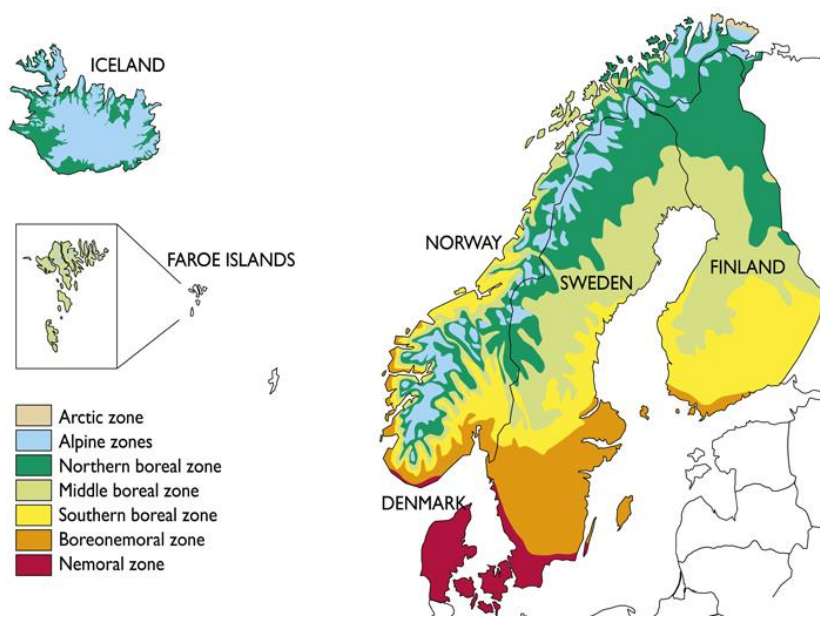 ICELAND
NORWAY
FAROE ISLANDS
SWEDEN
FINLAND
DENMARK
Arctic zone
Alpine zones
Northern boreal zone
Middle boreal zone
Southern boreal zone
Boreonemoral zone
Nemoral zone